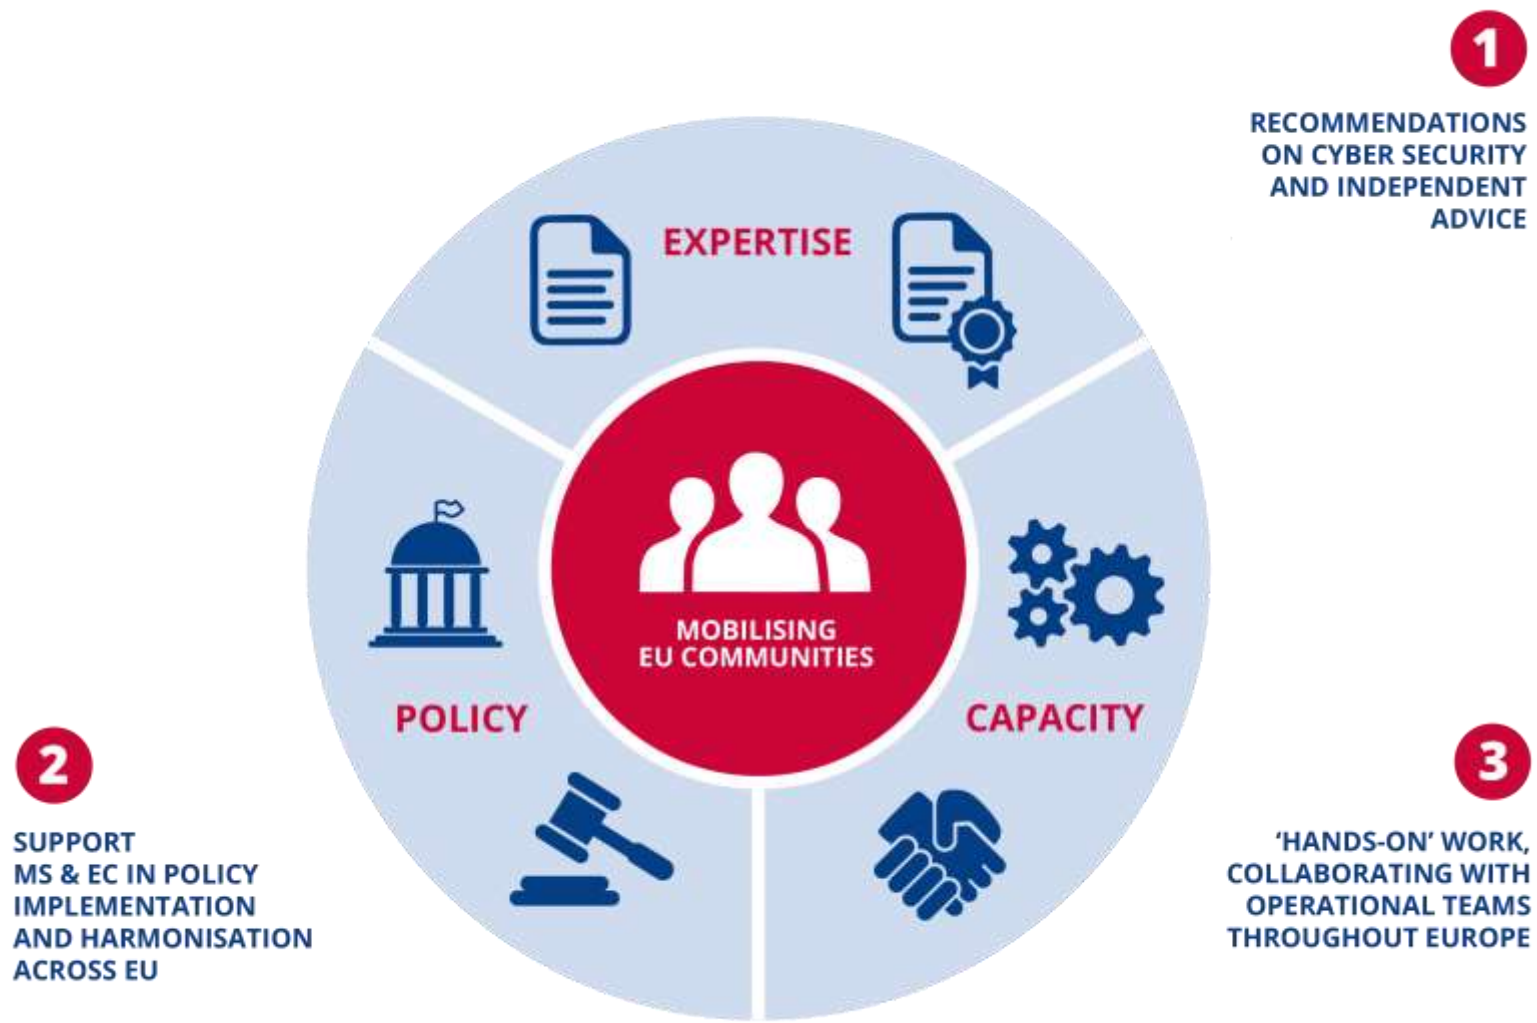 1
RECOMMENDATIONS
ON CYBER SECURITY
AND INDEPENDENT
ADVICE
EXPERTISE
MOBILISING
EU COMMUNITIES
POLICY
CAPACITY
2
SUPPORT
MS & EC IN POLICY
IMPLEMENTATION
AND HARMONISATION
ACROSS EU
3
‘HANDS-ON’ WORK,
COLLABORATING WITH
OPERATIONAL TEAMS
THROUGHOUT EUROPE